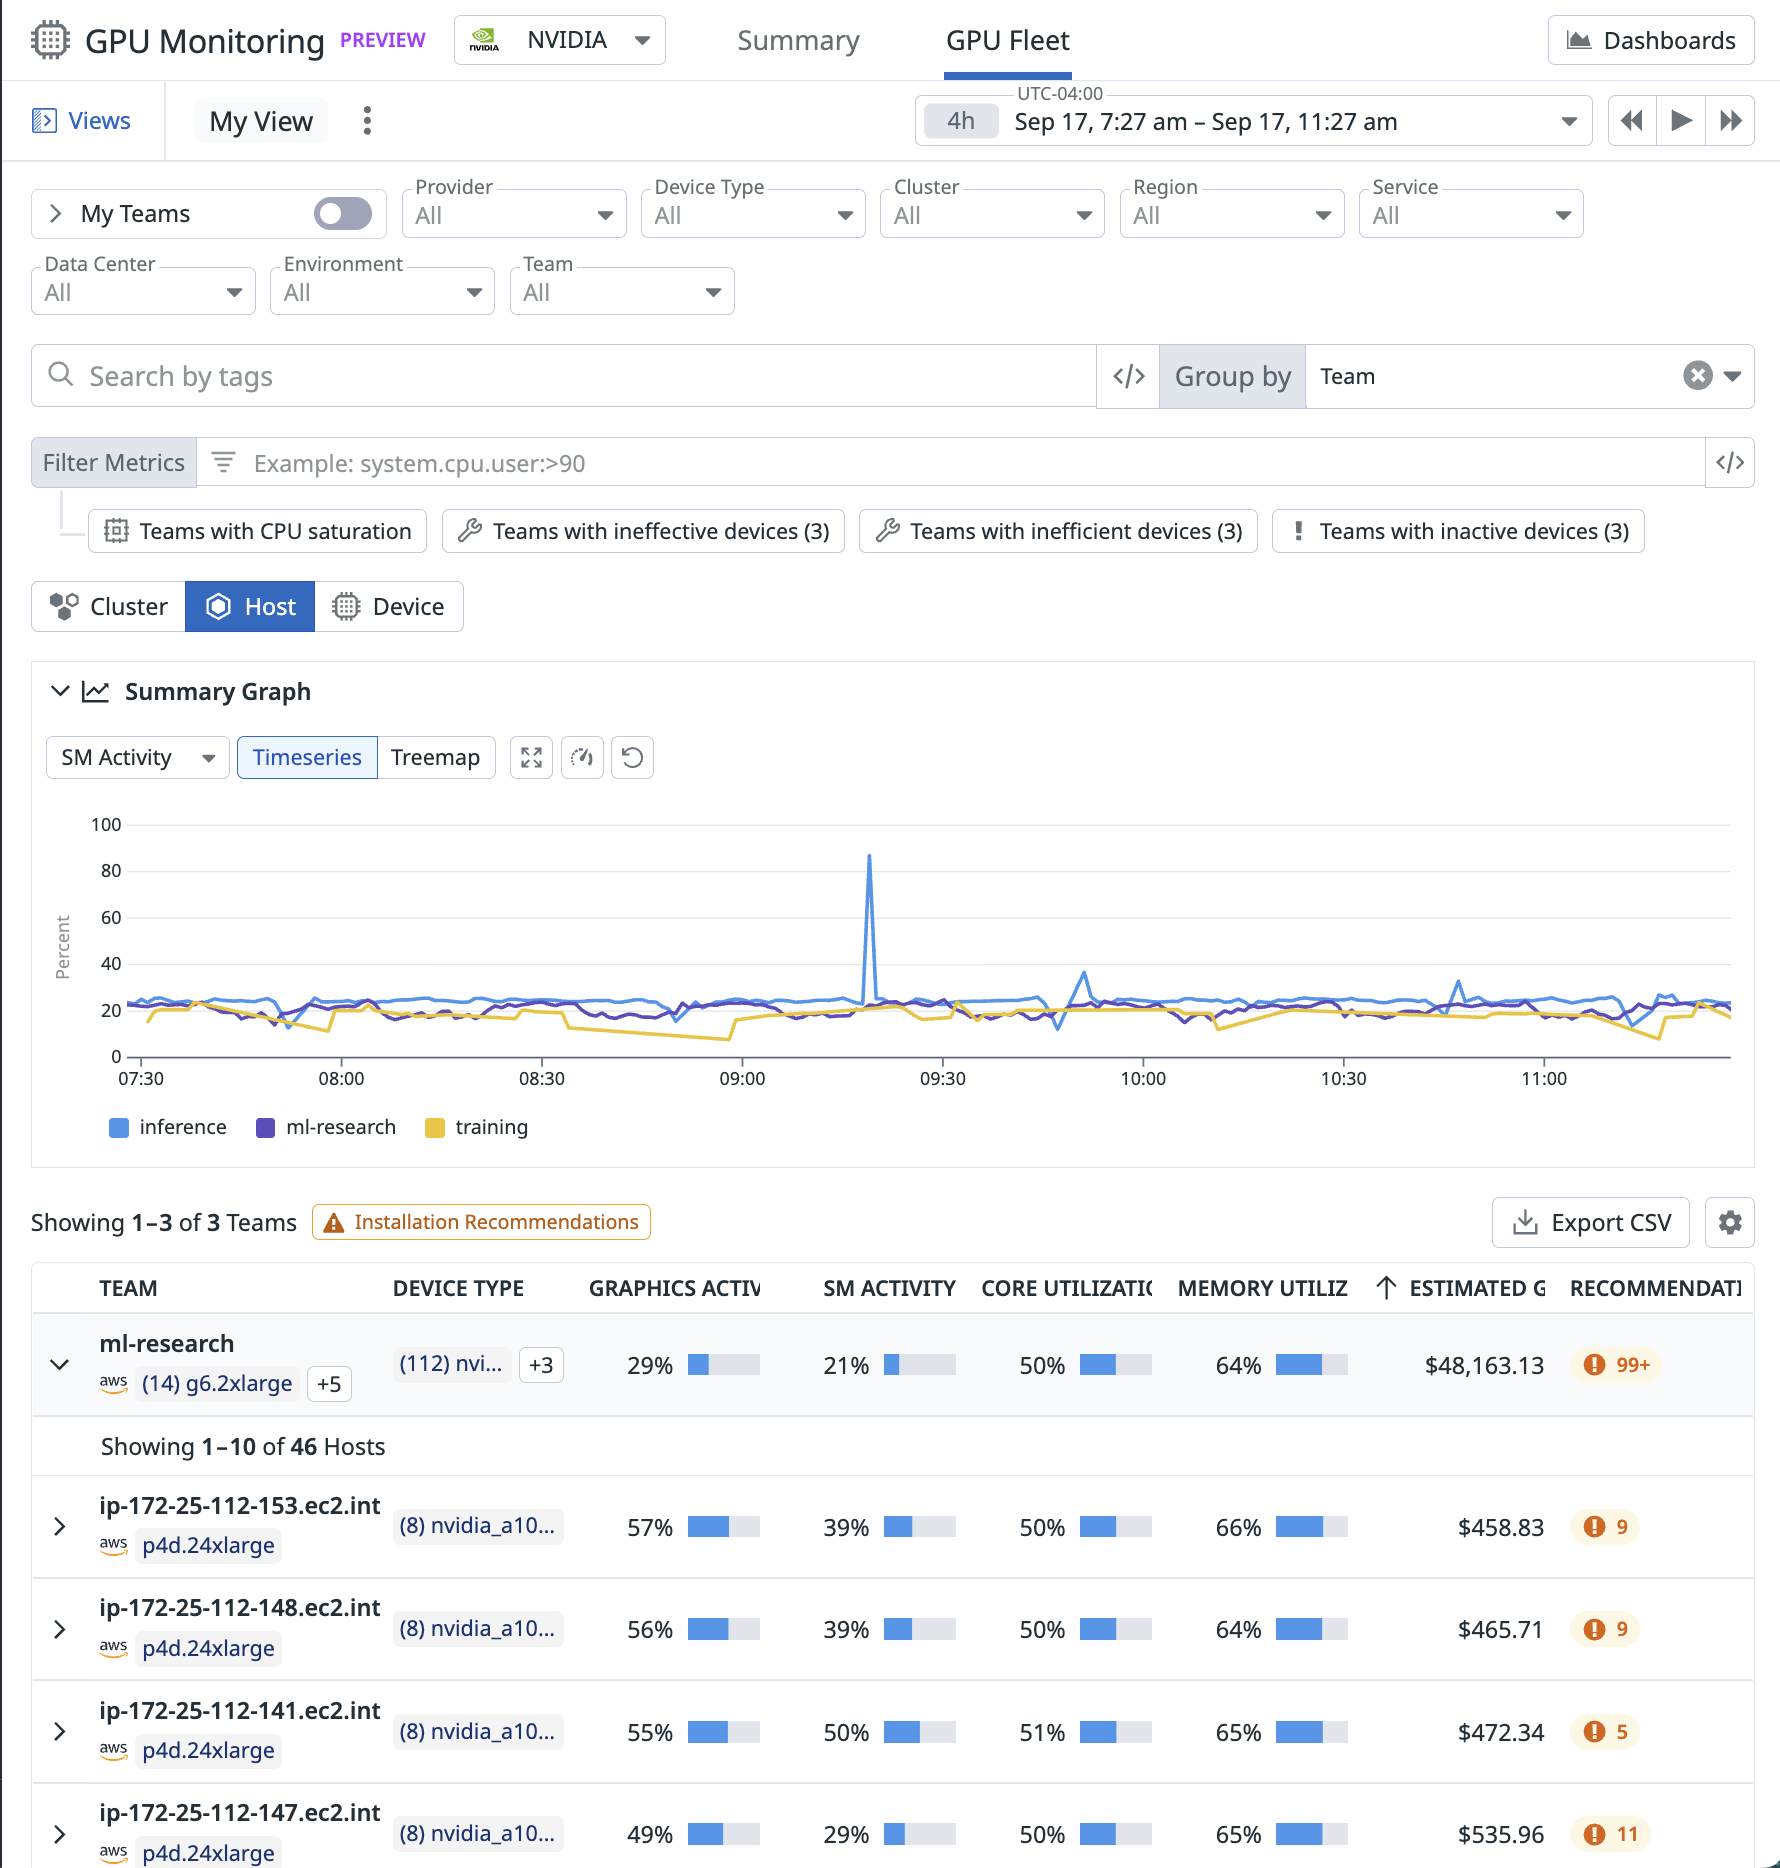 GPU Monitoring PREVIEW NVIDIA NVIDIA Summary GPU Fleet Dashboards
Views My View UTC-04:00 4h Sep 17, 7:27 am – Sep 17, 11:27 am
My Teams Provider All Device Type All Cluster All Region All Service All
Data Center All Environment All Team All
Search by tags </> Group by Team
Filter Metrics Example: system.cpu.user:>90 </>
Teams with CPU saturation Teams with ineffective devices (3) Teams with inefficient devices (3) Teams with inactive devices (3)
Cluster Host Device
Summary Graph
SM Activity Timeseries Treemap
Percent
100
80
60
40
20
0
07:30 08:00 08:30 09:00 09:30 10:00 10:30 11:00
inference ml-research training
Showing 1–3 of 3 Teams Installation Recommendations Export CSV
TEAM DEVICE TYPE GRAPHICS ACTIV SM ACTIVITY CORE UTILIZATIC MEMORY UTILIZ ESTIMATED G RECOMMENDATI
ml-research
aws (14) g6.2xlarge +5 (112) nvi... +3 29% 21% 50% 64% $48,163.13 99+
Showing 1–10 of 46 Hosts
ip-172-25-112-153.ec2.int
aws p4d.24xlarge (8) nvidia_a10... 57% 39% 50% 66% $458.83 9
ip-172-25-112-148.ec2.int
aws p4d.24xlarge (8) nvidia_a10... 56% 39% 50% 64% $465.71 9
ip-172-25-112-141.ec2.int
aws p4d.24xlarge (8) nvidia_a10... 55% 50% 51% 65% $472.34 5
ip-172-25-112-147.ec2.int
aws p4d.24xlarge (8) nvidia_a10... 49% 29% 50% 65% $535.96 11